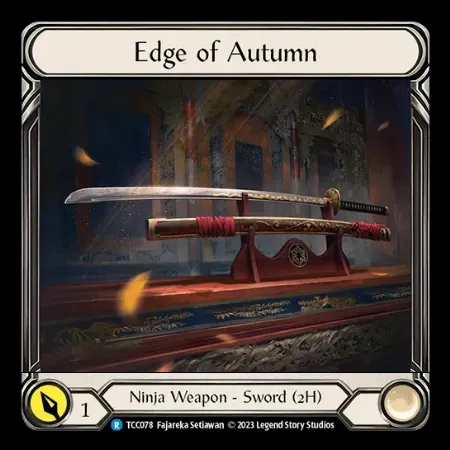 Edge of Autumn
1
Ninja Weapon - Sword (2H)
R TCC078 Fajareka Setiawan © 2023 Legend Story Studios